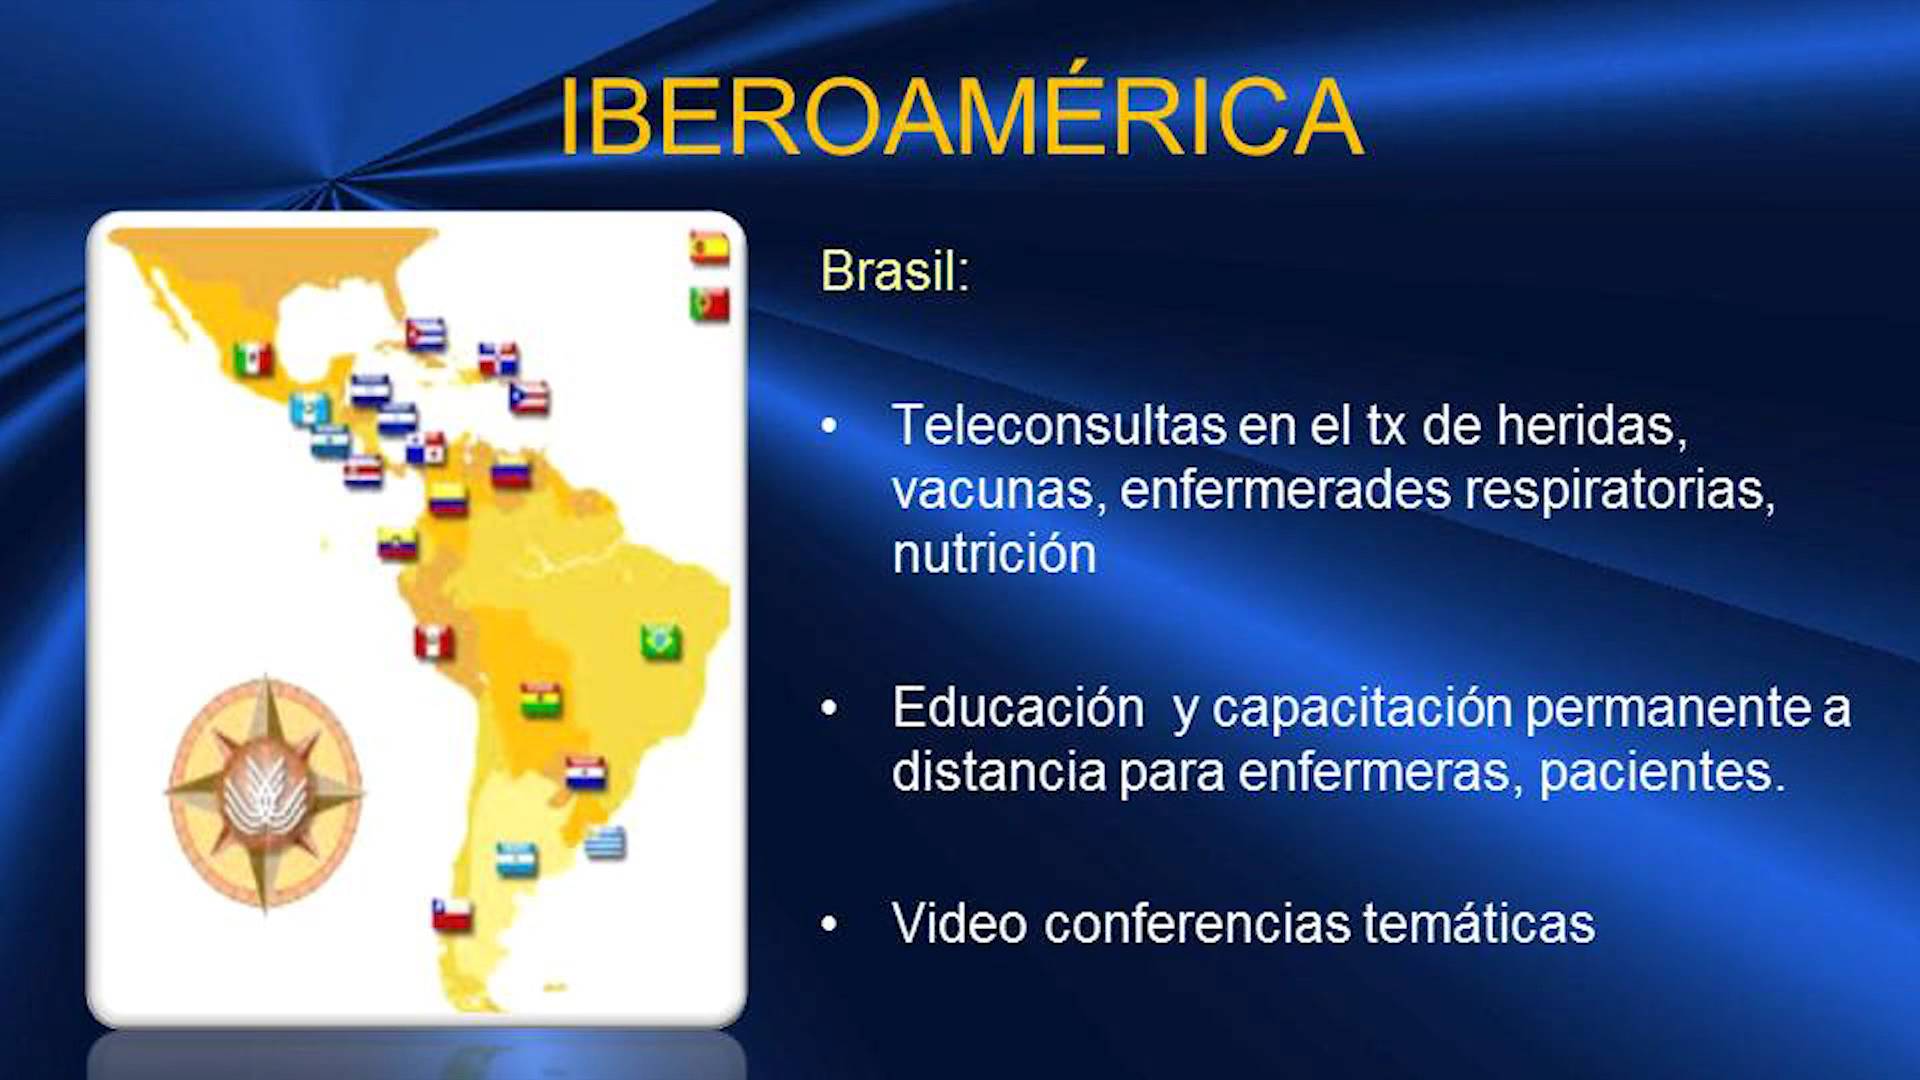 IBEROAMÉRICA
Brasil:
• Teleconsultas en el tx de heridas,
vacunas, enfermerades respiratorias,
nutrición
• Educación y capacitación permanente a
distancia para enfermeras, pacientes.
• Video conferencias temáticas